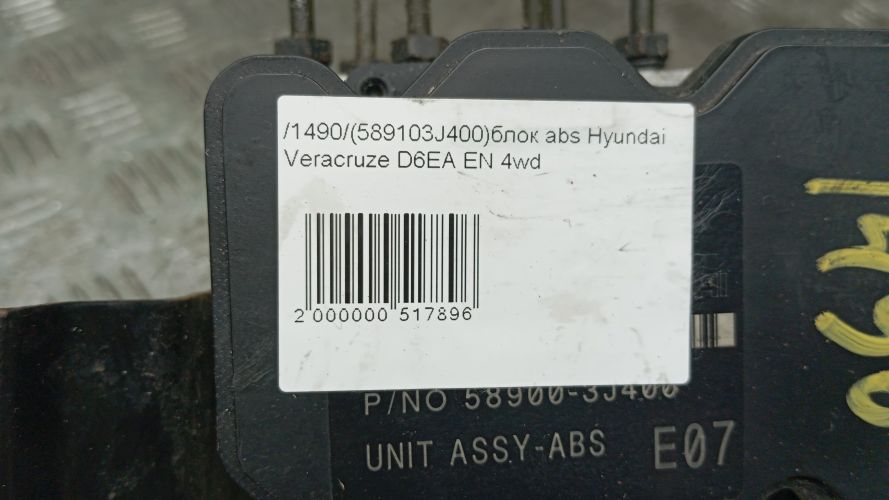 /1490/(589103J400)блок abs Hyundai
Veracruze D6EA EN 4wd
2 000000 517896
P/NO 58900-3J400
UNIT ASSY-ABS E07
1490